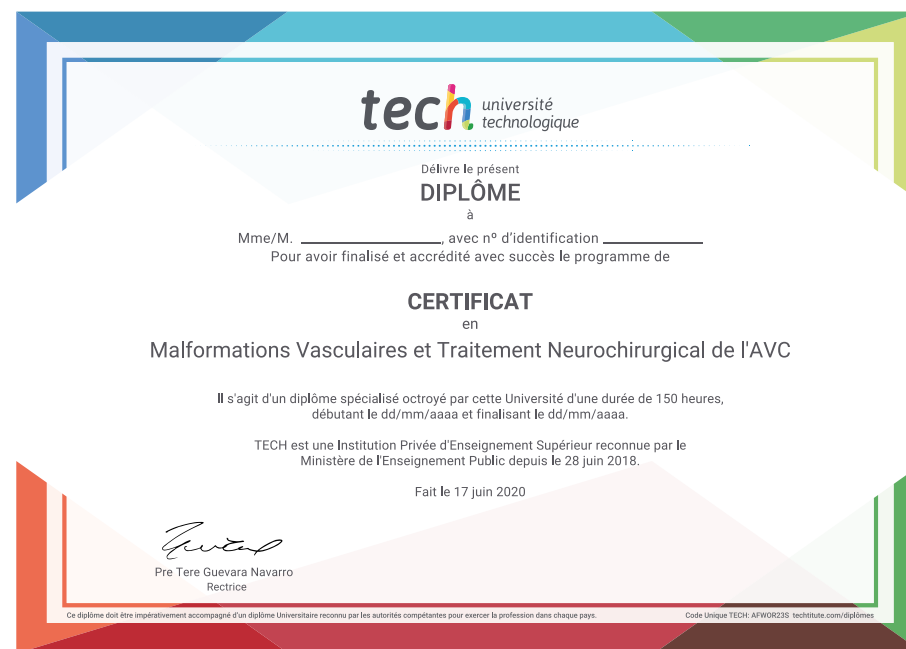 tech université
technologique
Délivre le présent
DIPLÔME
à
Mme/M. ____________________, avec nº d'identification ______________
Pour avoir finalisé et accrédité avec succès le programme de
CERTIFICAT
en
Malformations Vasculaires et Traitement Neurochirurgical de l'AVC
Il s'agit d'un diplôme spécialisé octroyé par cette Université d'une durée de 150 heures,
débutant le dd/mm/aaaa et finalisant le dd/mm/aaaa.
TECH est une Institution Privée d'Enseignement Supérieur reconnue par le
Ministère de l'Enseignement Public depuis le 28 juin 2018.
Fait le 17 juin 2020
Pre Tere Guevara Navarro
Rectrice
Ce diplôme doit être impérativement accompagné d'un diplôme Universitaire reconnu par les autorités compétantes pour exercer la profession dans chaque pays.
Code Unique TECH: AFWOR23S techtitute.com/diplômes